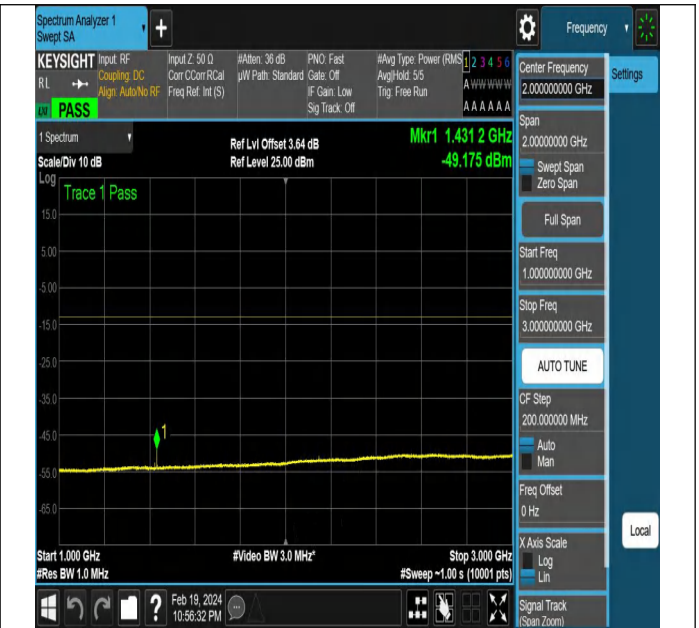 Spectrum Analyzer 1
Swept SA
Frequency
KEYSIGHT
RL
PASS
Input: RF
Coupling: DC
Align: Auto/No RF
Input Z: 50 Ω
Corr CCorr RCal
Freq Ref: Int (S)
#Atten: 36 dB
µW Path: Standard
PNO: Fast
Gate: Off
IF Gain: Low
Sig Track: Off
#Avg Type: Power (RMS
Avg|Hold: 5/5
Trig: Free Run
1 2 3 4 5 6
A W W W W W
A A A A A A
Center Frequency
2.000000000 GHz
Settings
1 Spectrum
Scale/Div 10 dB
Ref Lvl Offset 3.64 dB
Ref Level 25.00 dBm
Mkr1 1.431 2 GHz
-49.175 dBm
Log
Trace 1 Pass
15.0
5.00
-5.00
-15.0
-25.0
-35.0
-45.0
-55.0
-65.0
1
Start 1.000 GHz
#Res BW 1.0 MHz
#Video BW 3.0 MHz*
Stop 3.000 GHz
#Sweep ~1.00 s (10001 pts)
Span
2.00000000 GHz
Swept Span
Zero Span
Full Span
Start Freq
1.000000000 GHz
Stop Freq
3.000000000 GHz
AUTO TUNE
CF Step
200.000000 MHz
Auto
Man
Freq Offset
0 Hz
X Axis Scale
Log
Lin
Local
Signal Track
(Span Zoom)
?
Feb 19, 2024
10:56:32 PM